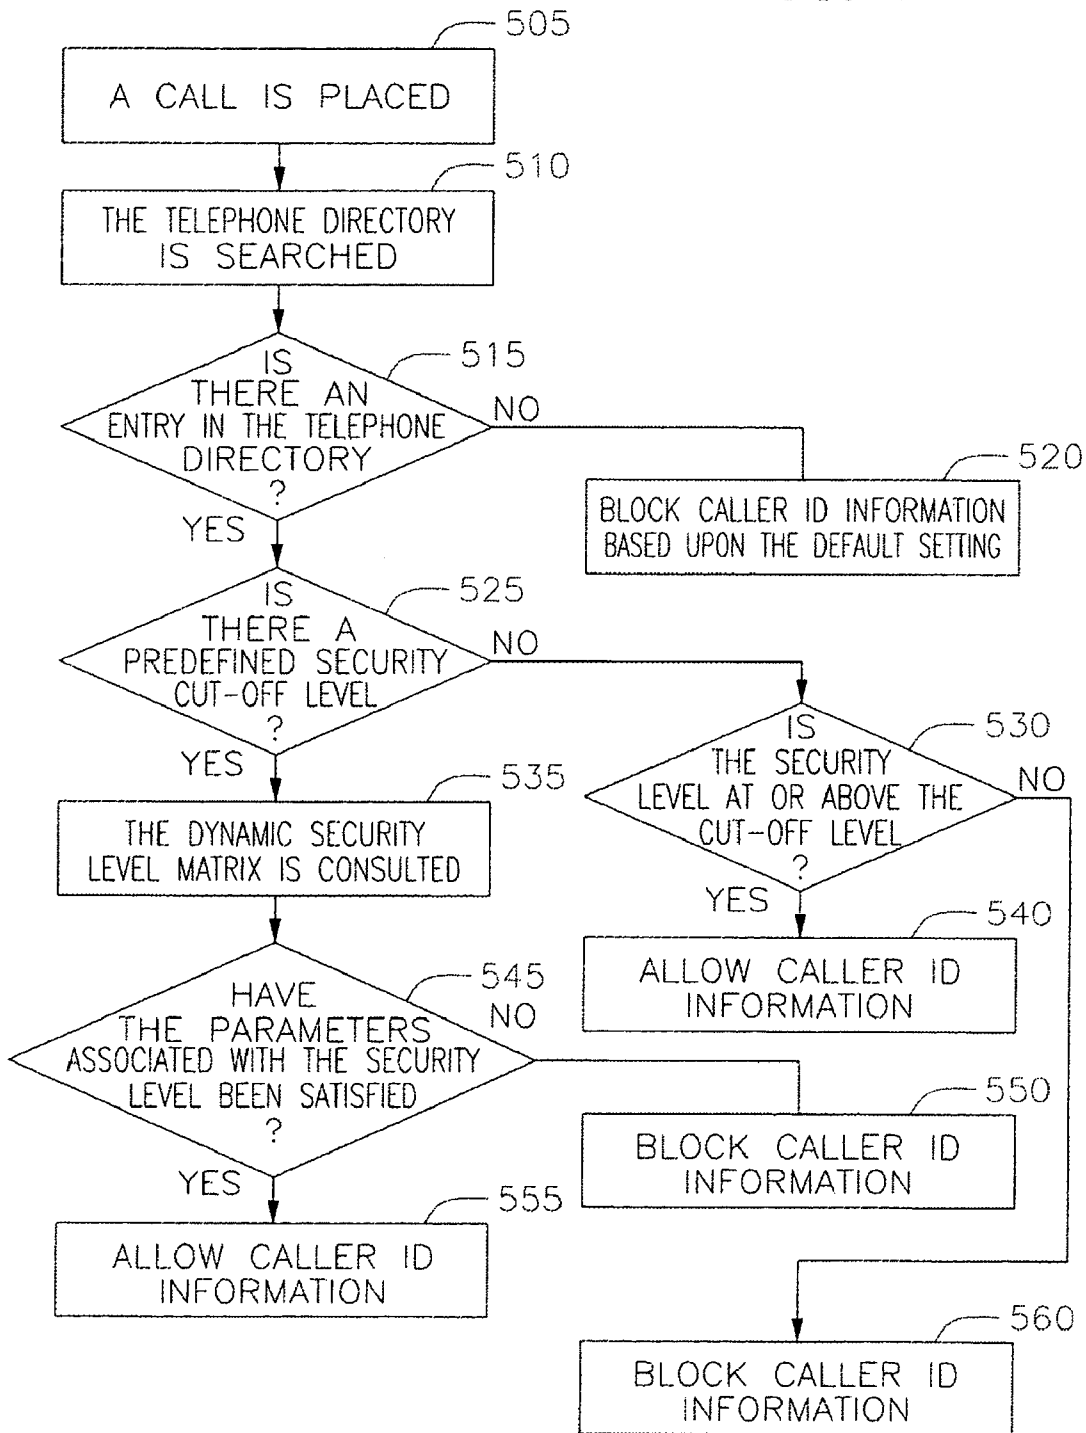 505
A CALL IS PLACED
510
THE TELEPHONE DIRECTORY
IS SEARCHED
515
IS
THERE AN
ENTRY IN THE TELEPHONE
DIRECTORY
?
NO
YES
520
BLOCK CALLER ID INFORMATION
BASED UPON THE DEFAULT SETTING
525
IS
THERE A
PREDEFINED SECURITY
CUT-OFF LEVEL
?
NO
YES
530
IS
THE SECURITY
LEVEL AT OR ABOVE THE
CUT-OFF LEVEL
?
NO
YES
535
THE DYNAMIC SECURITY
LEVEL MATRIX IS CONSULTED
540
ALLOW CALLER ID
INFORMATION
545
HAVE
THE PARAMETERS
ASSOCIATED WITH THE SECURITY
LEVEL BEEN SATISFIED
?
NO
YES
550
BLOCK CALLER ID
INFORMATION
555
ALLOW CALLER ID
INFORMATION
560
BLOCK CALLER ID
INFORMATION